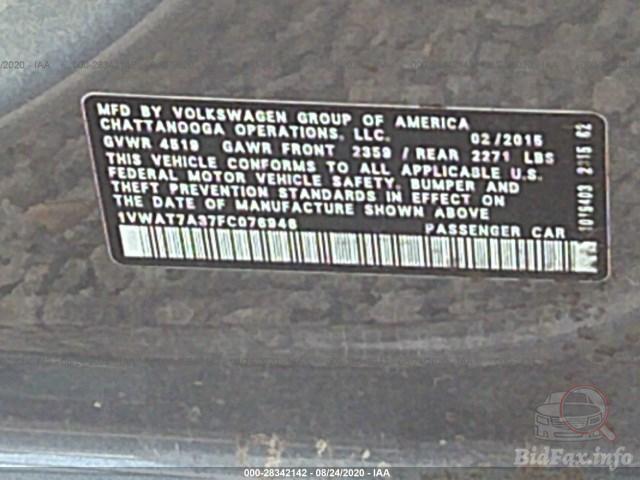 MFD BY VOLKSWAGEN GROUP OF AMERICA
CHATTANOOGA OPERATIONS, LLC. 02/2015
GVWR 4519 GAWR FRONT 2359 / REAR 2271 LBS
THIS VEHICLE CONFORMS TO ALL APPLICABLE U.S.
FEDERAL MOTOR VEHICLE SAFETY, BUMPER AND
THEFT PREVENTION STANDARDS IN EFFECT ON
THE DATE OF MANUFACTURE SHOWN ABOVE
1VWAT7A37FC076946 PASSENGER CAR
000-28342142 - 08/24/2020 - IAA
BidFax.info